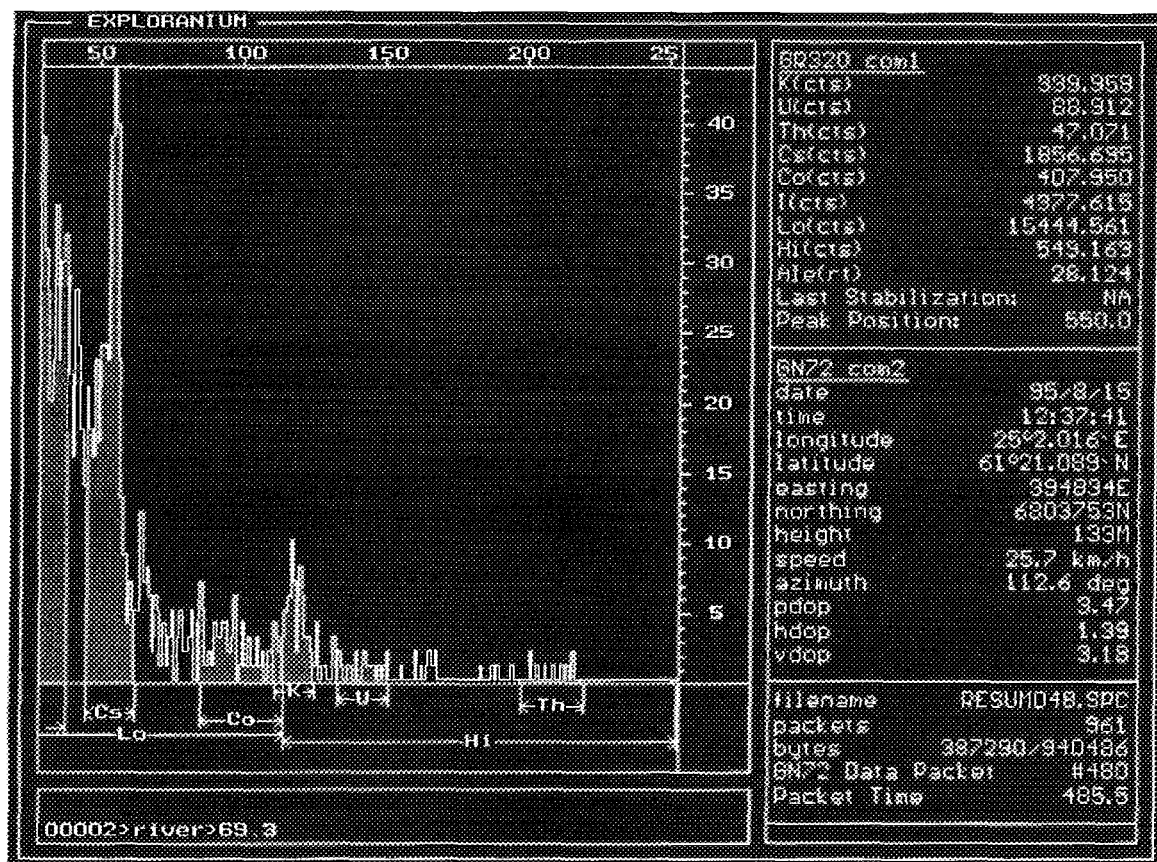 EXPLORANIUM
50 100 150 200 25
40
35
30
25
20
15
10
5
Cs
Co
K
U
Th
Lo
Hi
GR320 com1
K(cts) 399.959
U(cts) 88.912
Th(cts) 47.071
Cs(cts) 1856.695
Co(cts) 407.950
I(cts) 4377.615
Lo(cts) 15444.561
Hi(cts) 549.169
28.124
Last Stabilization: NA
Peak Position: 550.0
GN72 com2
date 95/8/15
time 12:37:41
longitude 25°2.016 E
latitude 61°21.089 N
easting 394834E
northing 6803753N
height 133M
speed 25.7 km/h
azimuth 112.6 deg
pdop 3.47
hdop 1.39
vdop 3.18
filename RESUMD48.SPC
packets 961
bytes 397290/940486
GN72 Data Packet #480
Packet Time 485.5
00002>river>69.3